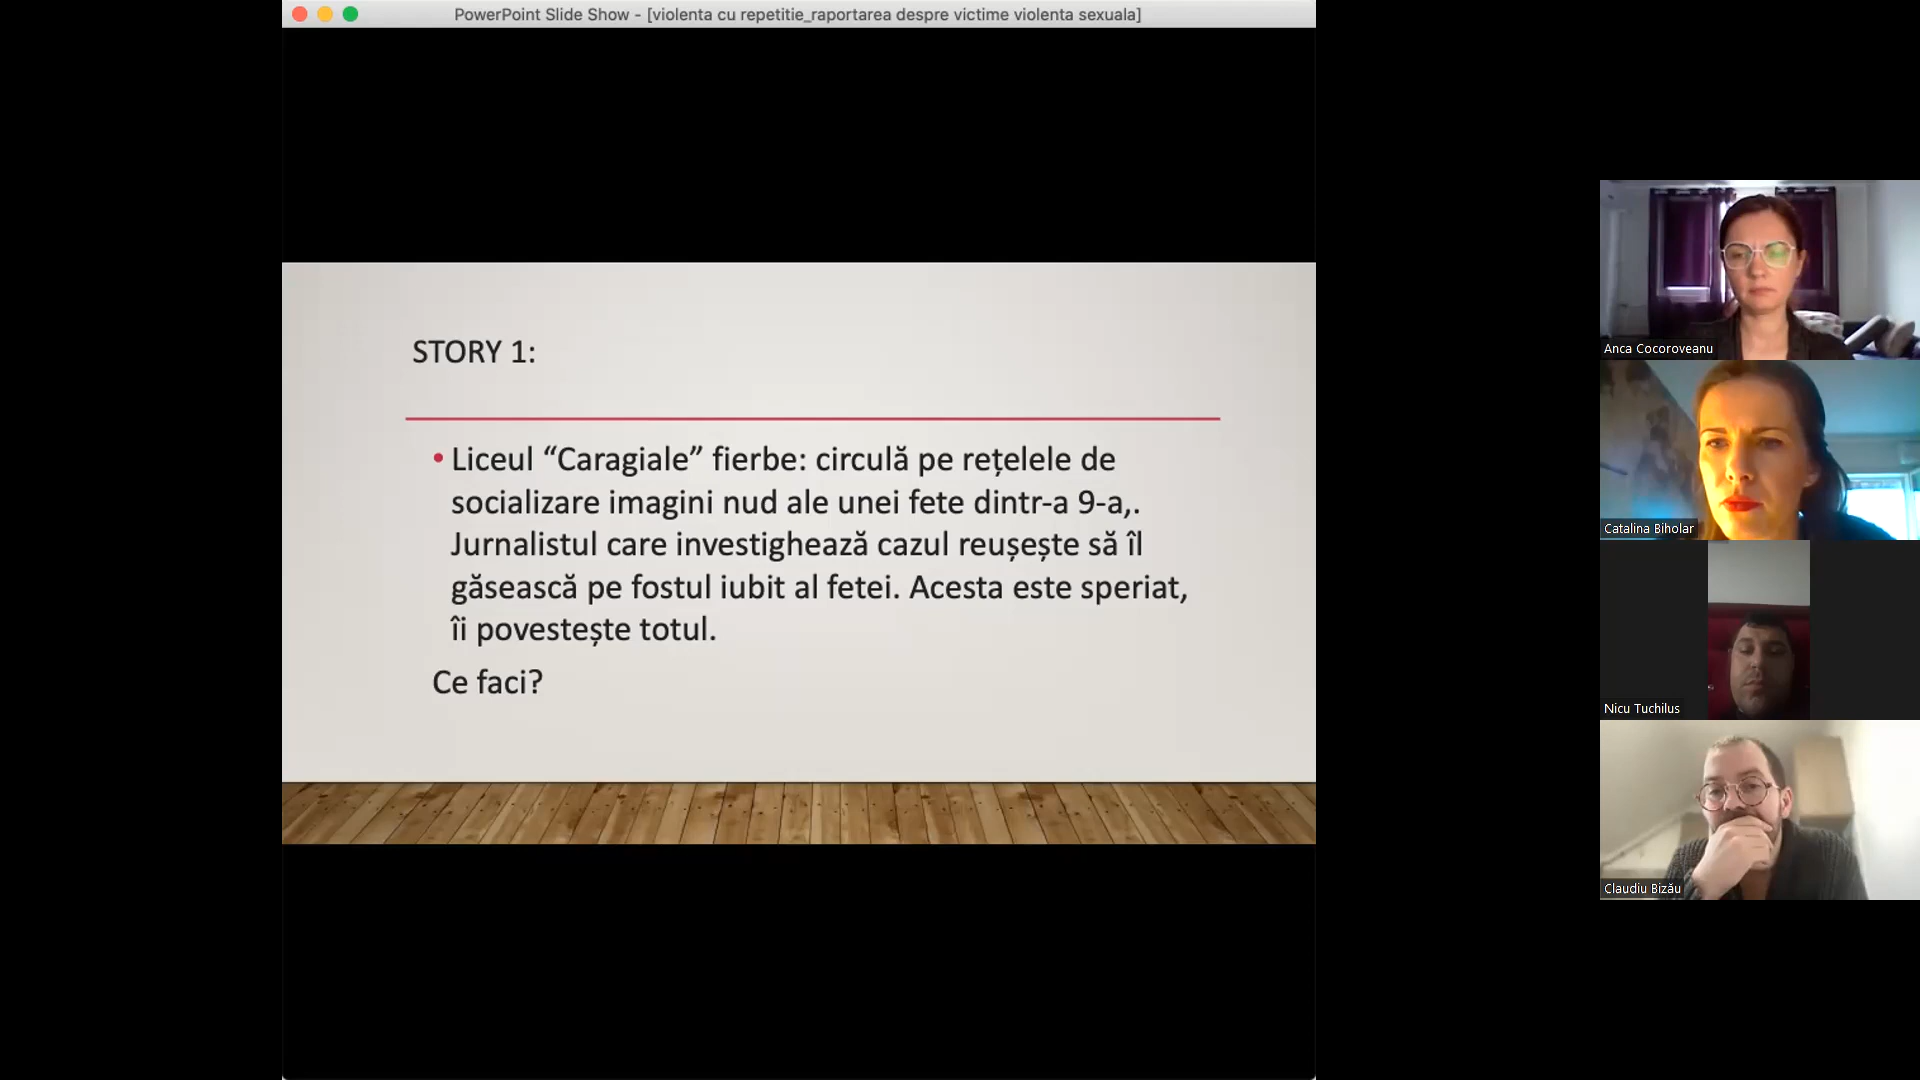 PowerPoint Slide Show - [violenta cu repetitie_raportarea despre victime violenta sexuala]
STORY 1:
• Liceul “Caragiale” fierbe: circulă pe rețelele de
socializare imagini nud ale unei fete dintr-a 9-a,.
Jurnalistul care investighează cazul reușește să îl
găsească pe fostul iubit al fetei. Acesta este speriat,
îi povestește totul.
Ce faci?
Anca Cocoroveanu
Catalina Biholar
Nicu Tuchilus
Claudiu Bizău